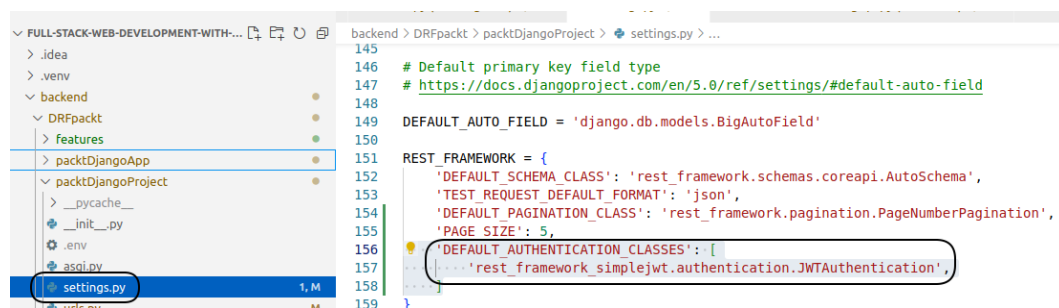 FULL-STACK-WEB-DEVELOPMENT-WITH-...
.idea
.venv
backend
DRFpackt
features
packtDjangoApp
packtDjangoProject
__pycache__
__init__.py
.env
asgi.py
settings.py 1, M
urls.py M
backend > DRFpackt > packtDjangoProject > settings.py > ...
145
146 # Default primary key field type
147 # https://docs.djangoproject.com/en/5.0/ref/settings/#default-auto-field
148
149 DEFAULT_AUTO_FIELD = 'django.db.models.BigAutoField'
150
151 REST_FRAMEWORK = {
152 'DEFAULT_SCHEMA_CLASS': 'rest_framework.schemas.coreapi.AutoSchema',
153 'TEST_REQUEST_DEFAULT_FORMAT': 'json',
154 'DEFAULT_PAGINATION_CLASS': 'rest_framework.pagination.PageNumberPagination',
155 'PAGE_SIZE': 5,
156 'DEFAULT_AUTHENTICATION_CLASSES': [
157 'rest_framework_simplejwt.authentication.JWTAuthentication',
158 ]
159 }